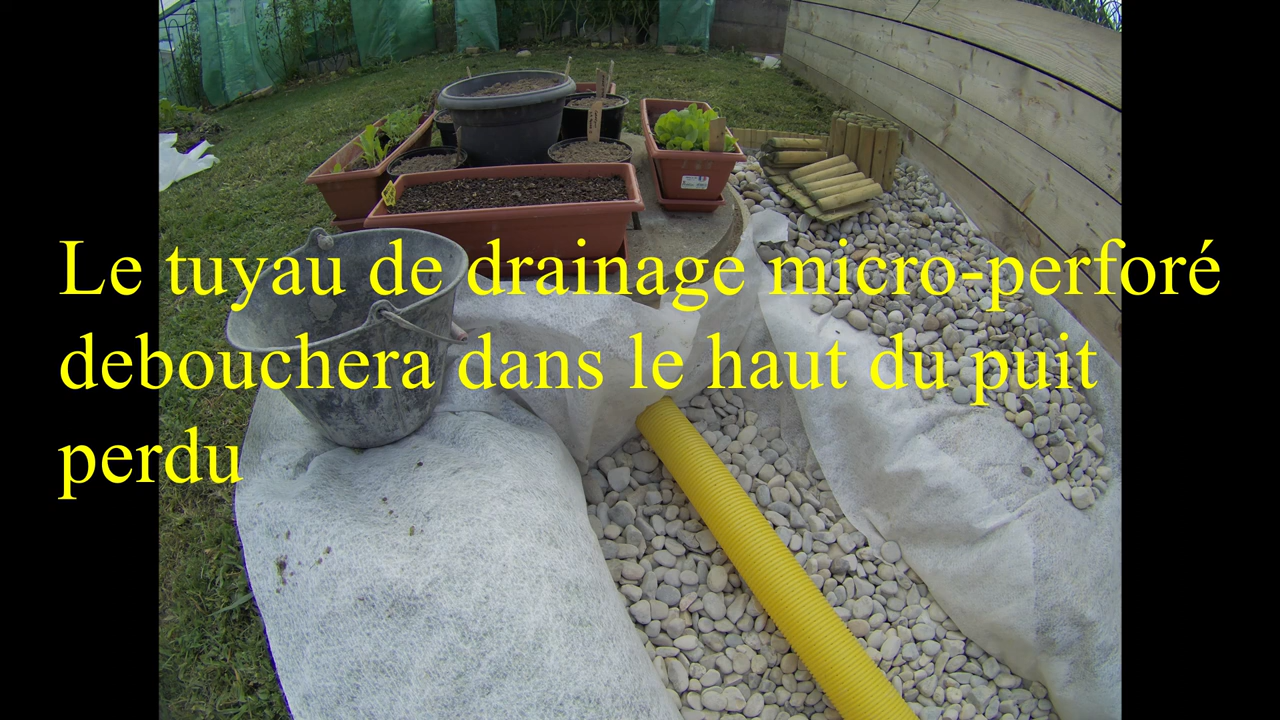 Le tuyau de drainage micro-perforé
debouchera dans le haut du puit
perdu